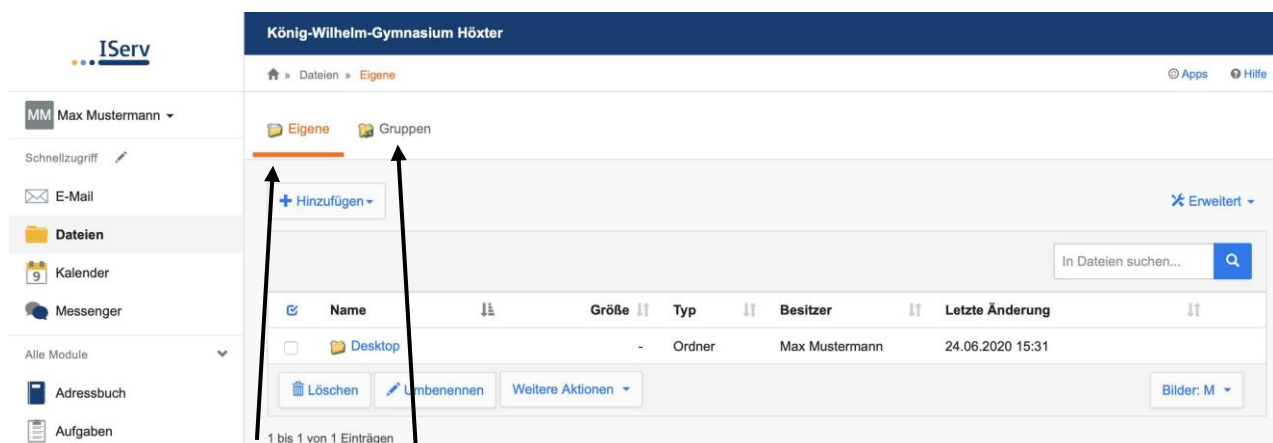 IServ
König-Wilhelm-Gymnasium Höxter
» Dateien » Eigene
Apps
Hilfe
MM Max Mustermann
Schnellzugriff
E-Mail
Dateien
9 Kalender
Messenger
Alle Module
Adressbuch
Aufgaben
Eigene
Gruppen
Hinzufügen
Erweitert
In Dateien suchen...
Name Größe Typ Besitzer Letzte Änderung
Desktop - Ordner Max Mustermann 24.06.2020 15:31
Löschen Umbenennen Weitere Aktionen Bilder: M
1 bis 1 von 1 Einträgen